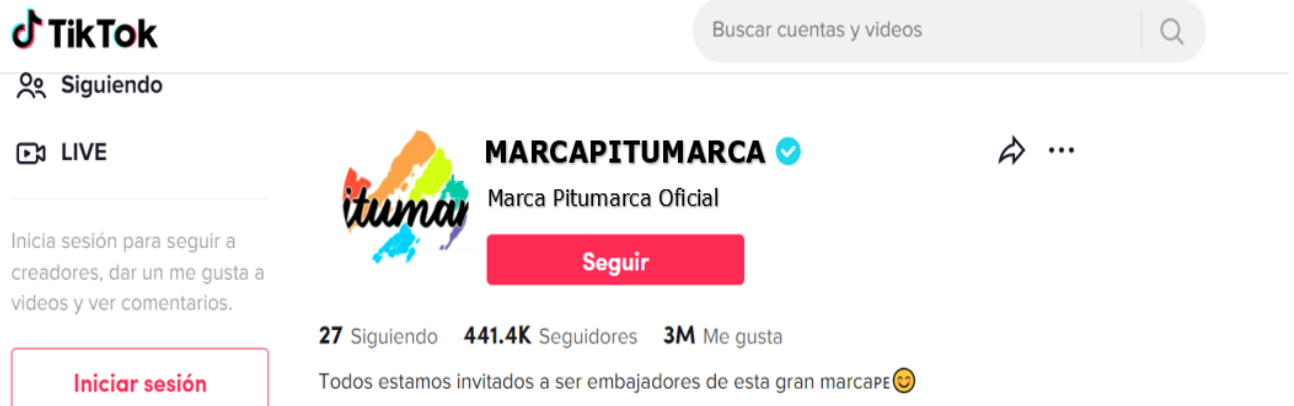 TikTok
Buscar cuentas y videos
Siguiendo
LIVE
Inicia sesión para seguir a
creadores, dar un me gusta a
videos y ver comentarios.
Iniciar sesión
itumar
MARCAPITUMARCA
Marca Pitumarca Oficial
Seguir
27 Siguiendo 441.4K Seguidores 3M Me gusta
Todos estamos invitados a ser embajadores de esta gran marcaPE😊